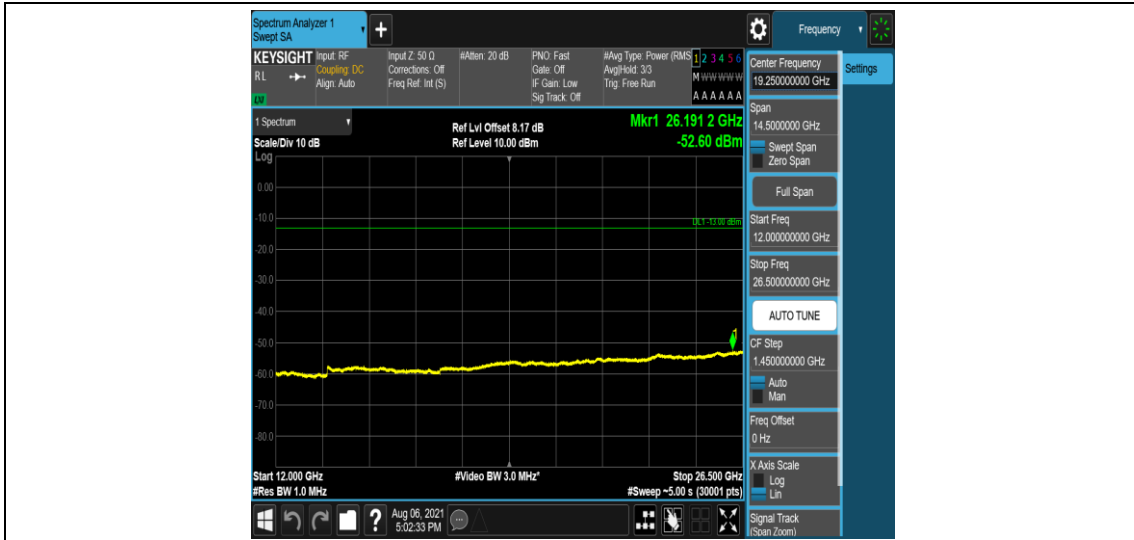 Spectrum Analyzer 1
Swept SA
Frequency
KEYSIGHT
RL
Input: RF
Coupling: DC
Align: Auto
Input Z: 50 Ω
Corrections: Off
Freq Ref: Int (S)
#Atten: 20 dB
PNO: Fast
Gate: Off
IF Gain: Low
Sig Track: Off
#Avg Type: Power (RMS
Avg|Hold: 3/3
Trig: Free Run
1 2 3 4 5 6
M W W W W W
A A A A A A
1 Spectrum
Scale/Div 10 dB
Log
Ref Lvl Offset 8.17 dB
Ref Level 10.00 dBm
Mkr1 26.191 2 GHz
-52.60 dBm
DL1 -13.00 dBm
0.00
-10.0
-20.0
-30.0
-40.0
-50.0
-60.0
-70.0
-80.0
1
Start 12.000 GHz
#Res BW 1.0 MHz
#Video BW 3.0 MHz*
Stop 26.500 GHz
#Sweep ~5.00 s (30001 pts)
Aug 06, 2021
5:02:33 PM
Center Frequency
19.250000000 GHz
Settings
Span
14.5000000 GHz
Swept Span
Zero Span
Full Span
Start Freq
12.000000000 GHz
Stop Freq
26.500000000 GHz
AUTO TUNE
CF Step
1.450000000 GHz
Auto
Man
Freq Offset
0 Hz
X Axis Scale
Log
Lin
Signal Track
(Span Zoom)